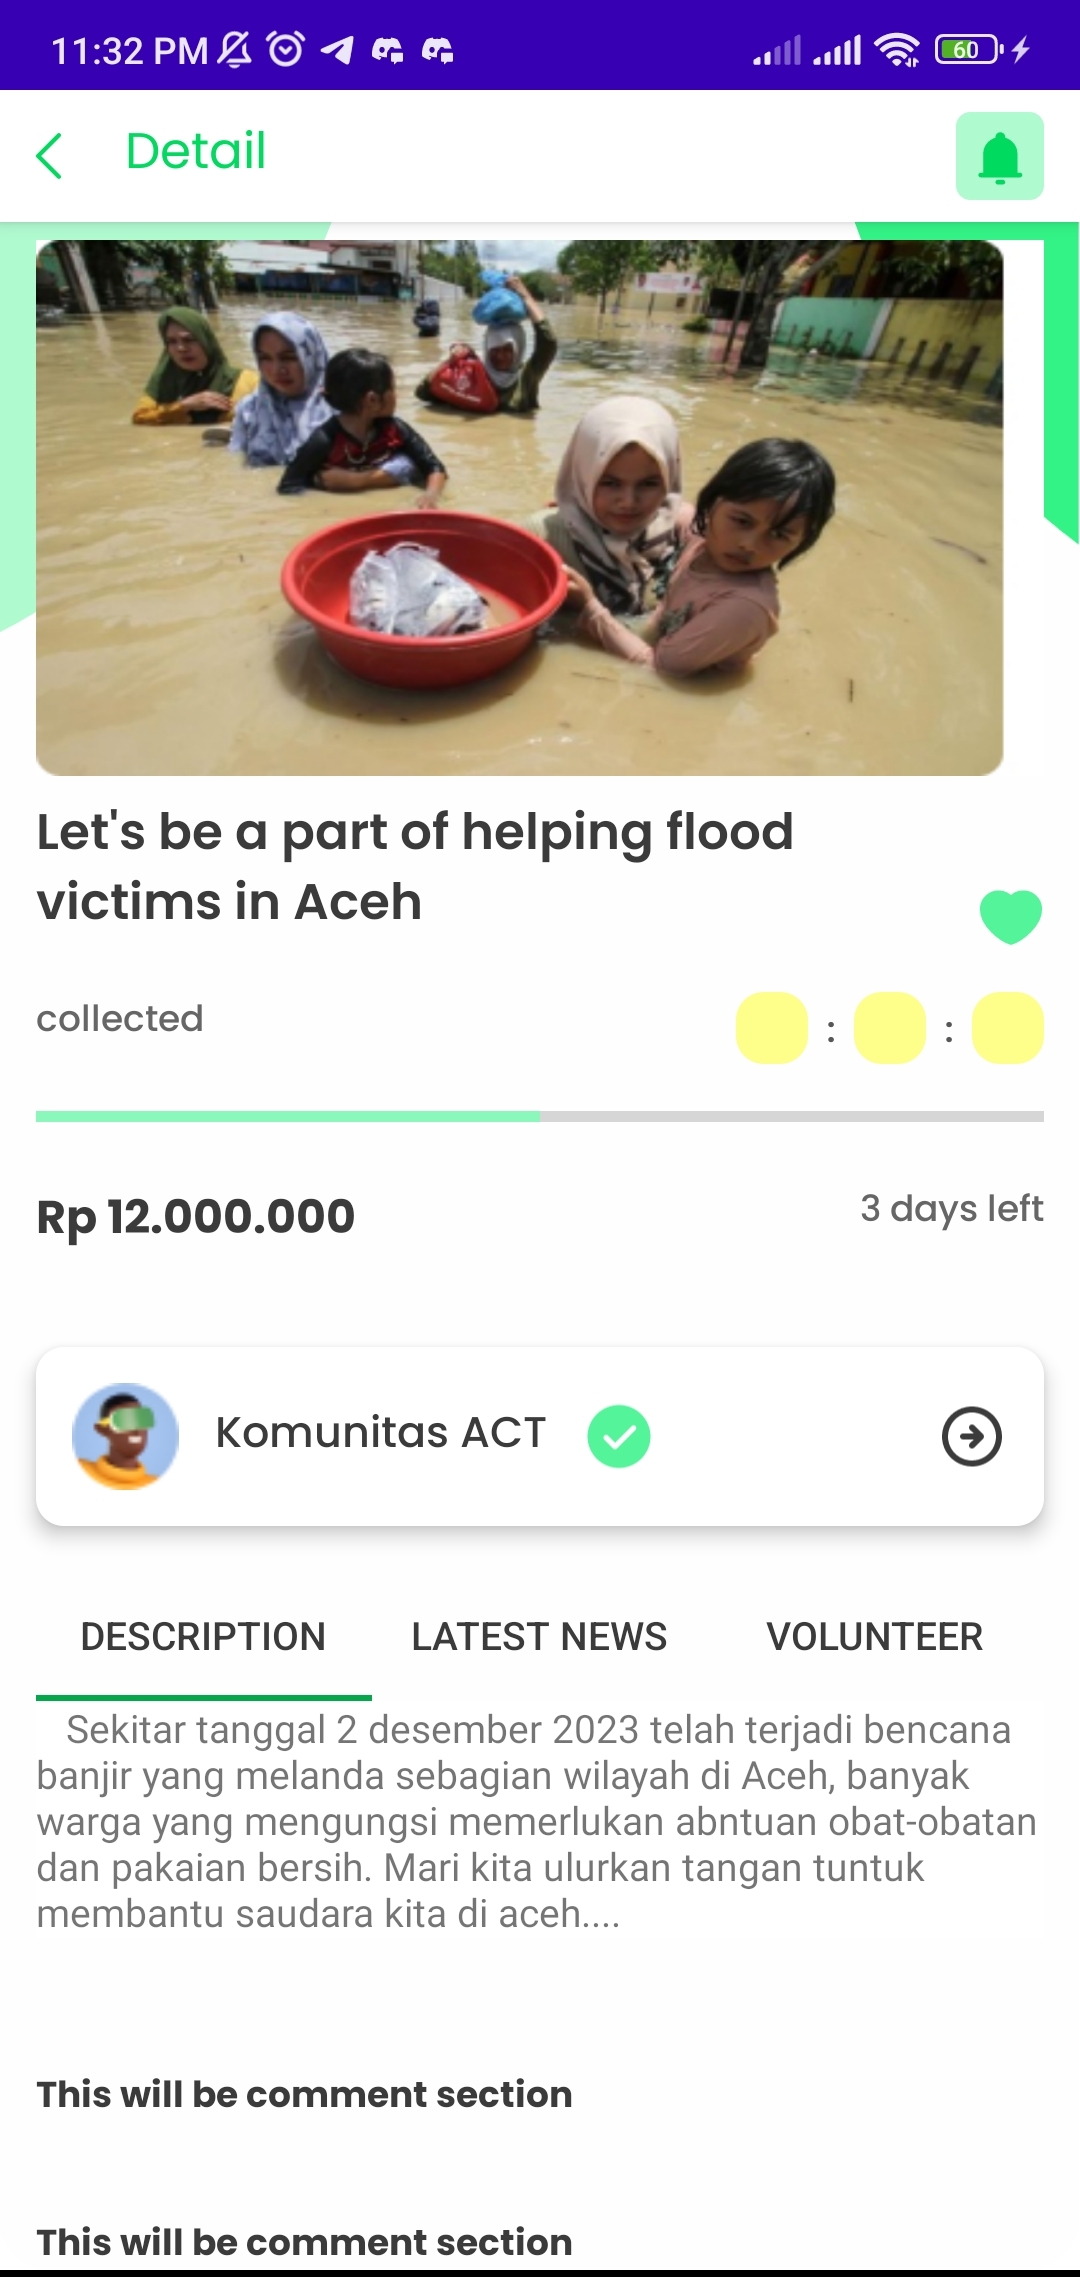 11:32 PM
60
Detail
Let's be a part of helping flood
victims in Aceh
collected
: :
Rp 12.000.000
3 days left
Komunitas ACT
DESCRIPTION
LATEST NEWS
VOLUNTEER
Sekitar tanggal 2 desember 2023 telah terjadi bencana
banjir yang melanda sebagian wilayah di Aceh, banyak
warga yang mengungsi memerlukan abntuan obat-obatan
dan pakaian bersih. Mari kita ulurkan tangan tuntuk
membantu saudara kita di aceh....
This will be comment section
This will be comment section